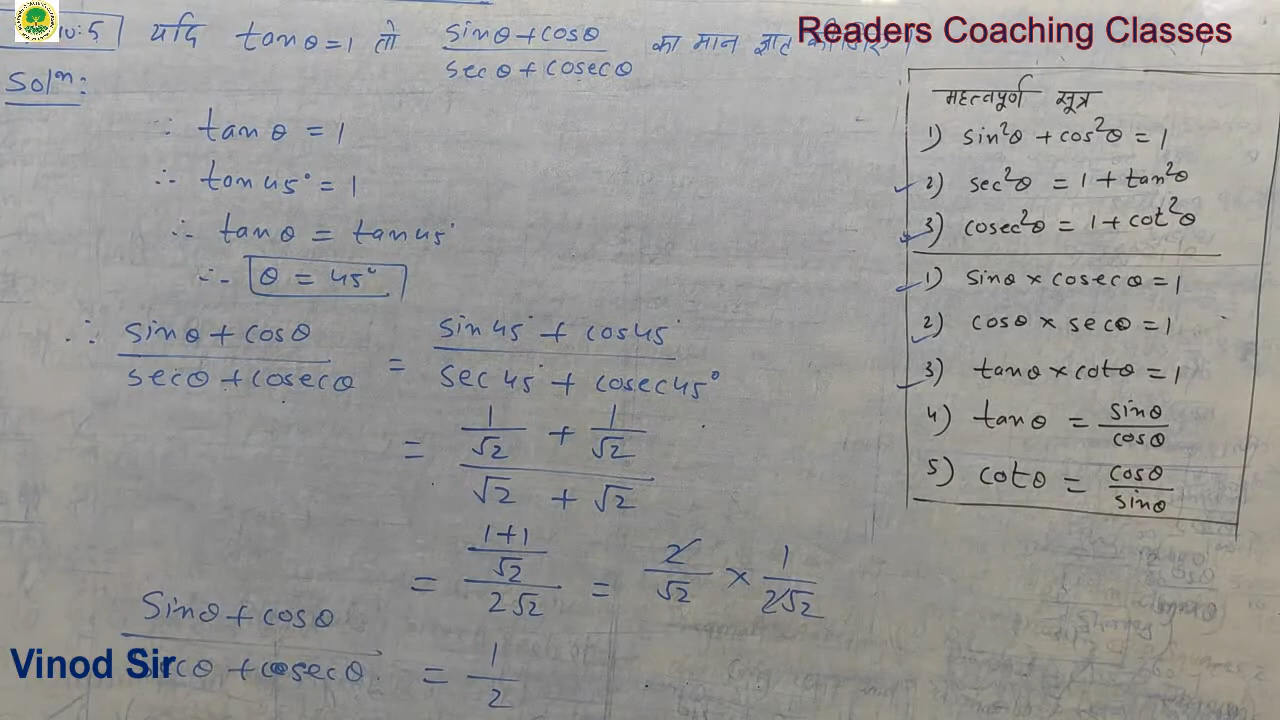 Readers Coaching Classes
10:5 यदि tanθ=1 तो (sinθ+cosθ)/(secθ+cosecθ) का मान ज्ञात
Solⁿ:
∵ tanθ = 1
∴ tan45° = 1
∴ tanθ = tan45°
∴ θ = 45°
∴ (sinθ+cosθ)/(secθ+cosecθ) = (sin45°+cos45°)/(sec45°+cosec45°)
= (1/√2 + 1/√2)/(√2 + √2)
= ((1+1)/√2)/(2√2) = 2/√2 × 1/2√2
(Sinθ+cosθ)/(secθ+cosecθ) = 1/2
महत्वपूर्ण सूत्र
1) sin²θ + cos²θ = 1
2) sec²θ = 1 + tan²θ
3) cosec²θ = 1 + cot²θ
1) sinθ × cosecθ = 1
2) cosθ × secθ = 1
3) tanθ × cotθ = 1
4) tanθ = sinθ/cosθ
5) cotθ = cosθ/sinθ
Vinod Sir